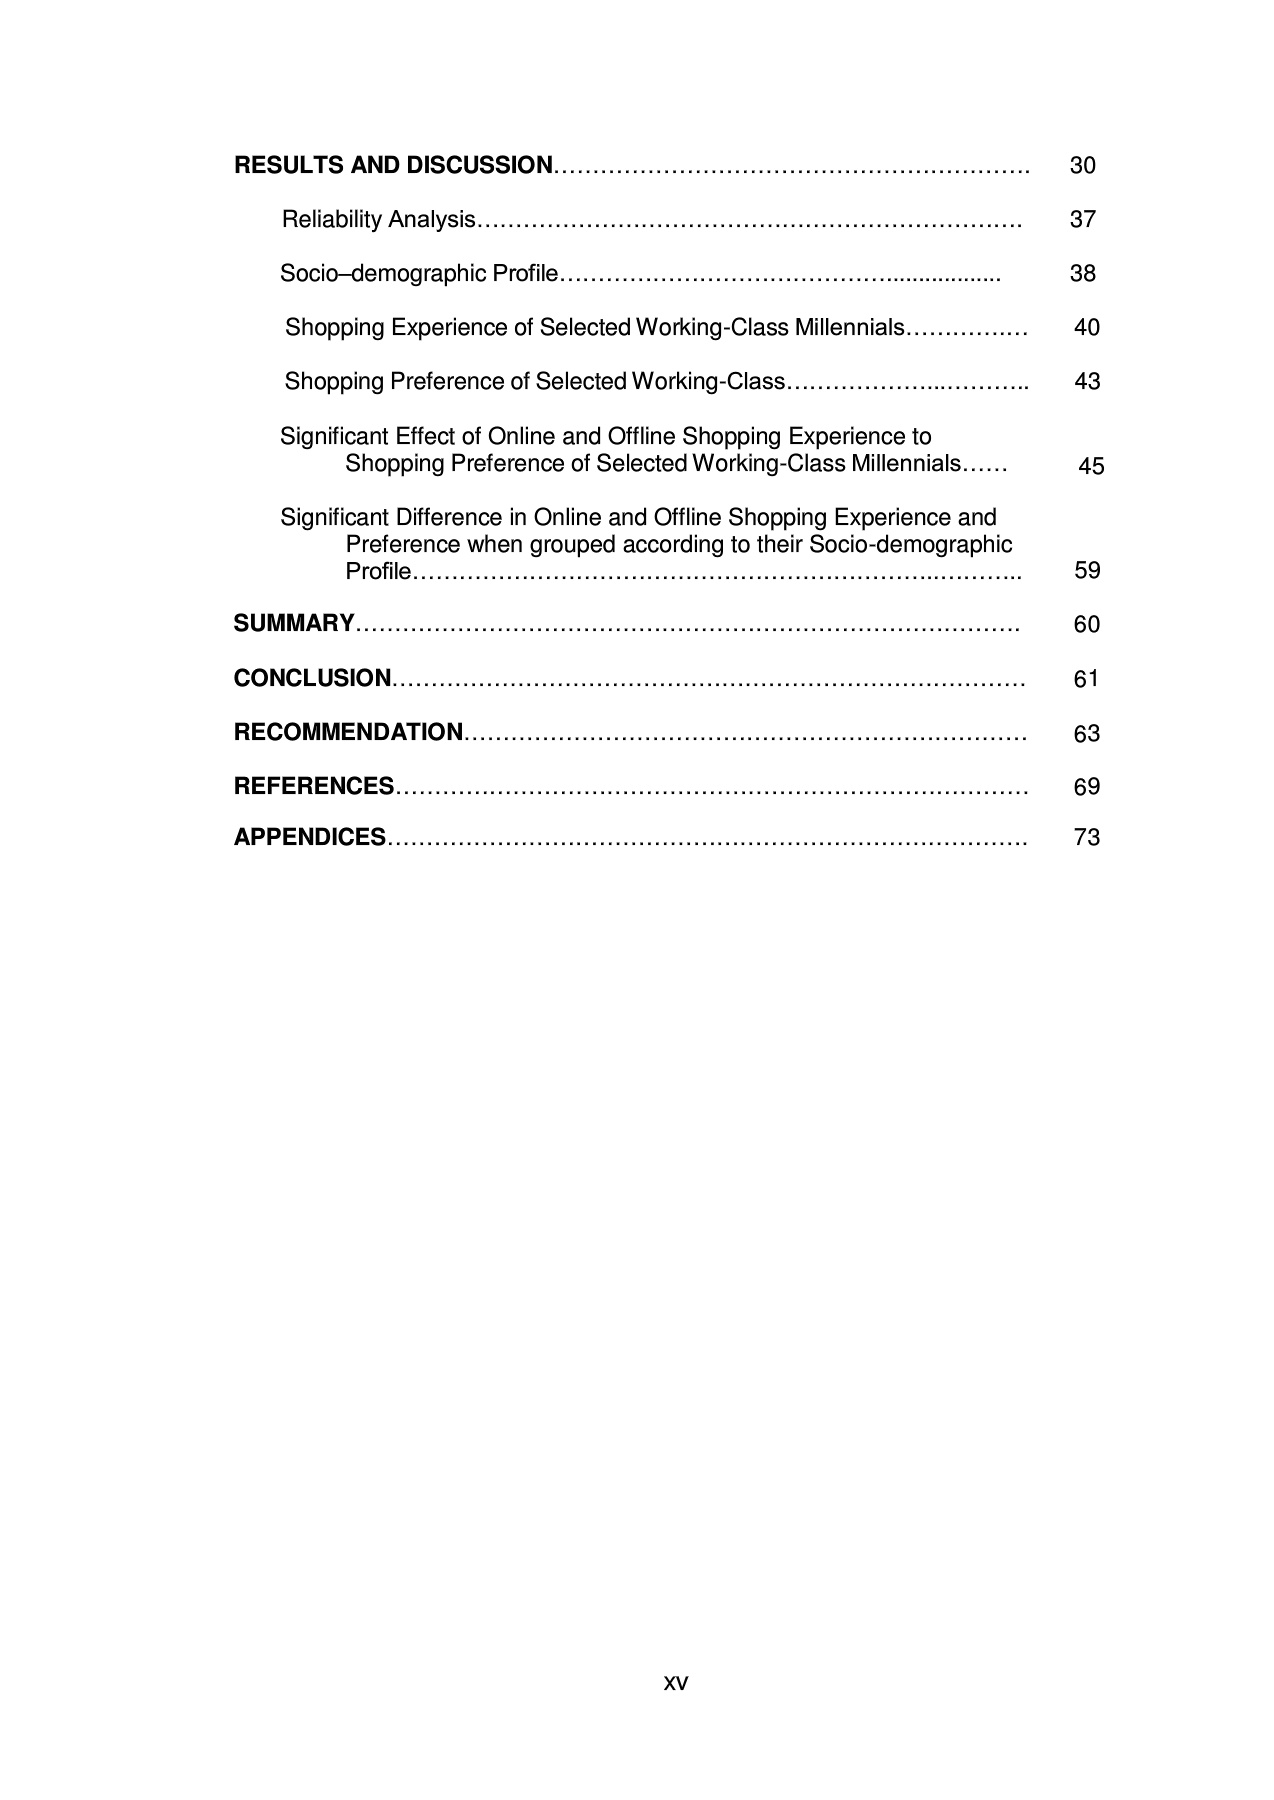 RESULTS AND DISCUSSION…………………………………………………….. 30
Reliability Analysis……………………………………………………………. 37
Socio–demographic Profile…………………………………….................. 38
Shopping Experience of Selected Working-Class Millennials………….… 40
Shopping Preference of Selected Working-Class………………..……….. 43
Significant Effect of Online and Offline Shopping Experience to
Shopping Preference of Selected Working-Class Millennials…… 45
Significant Difference in Online and Offline Shopping Experience and
Preference when grouped according to their Socio-demographic
Profile………………………………………………………….………... 59
SUMMARY…………………………………………………………………………. 60
CONCLUSION……………………………………………………………………… 61
RECOMMENDATION……………………………………………………………… 63
REFERENCES……………………………………………………………………… 69
APPENDICES………………………………………………………………………. 73
xv